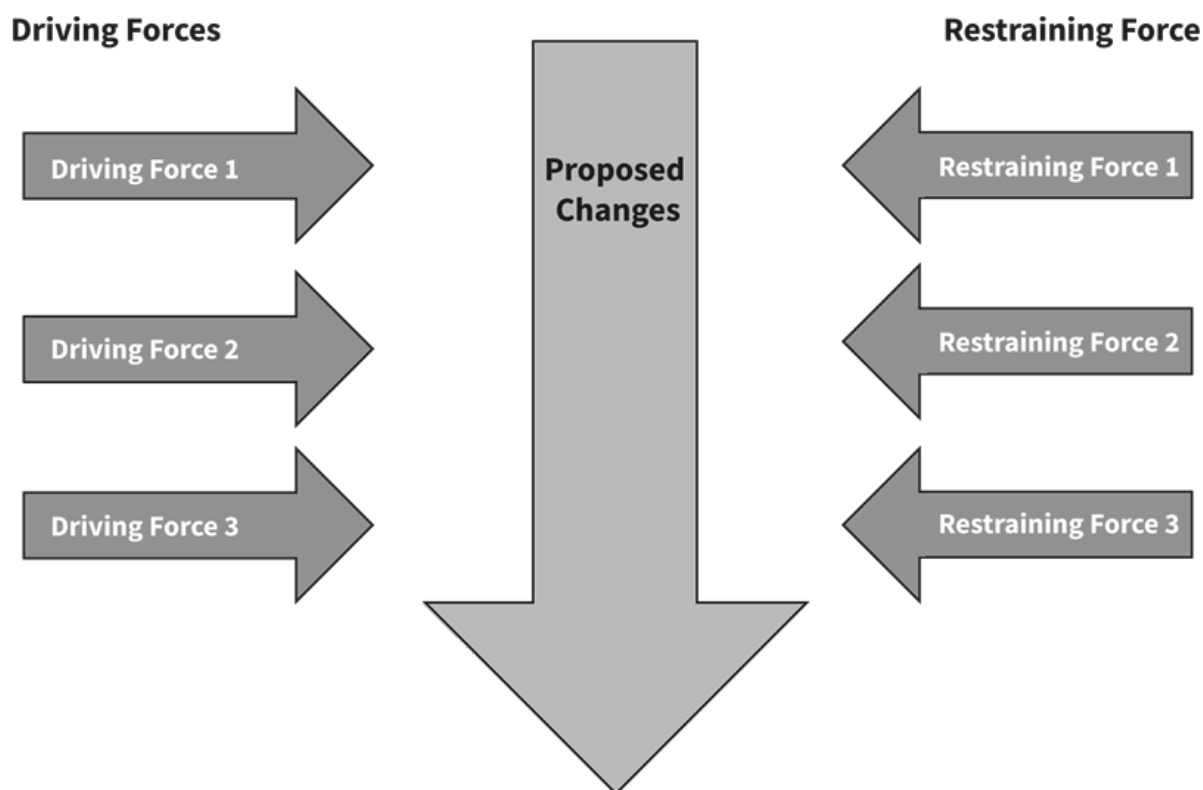 Driving Forces
Restraining Force
Driving Force 1
Proposed
Changes
Restraining Force 1
Driving Force 2
Restraining Force 2
Driving Force 3
Restraining Force 3